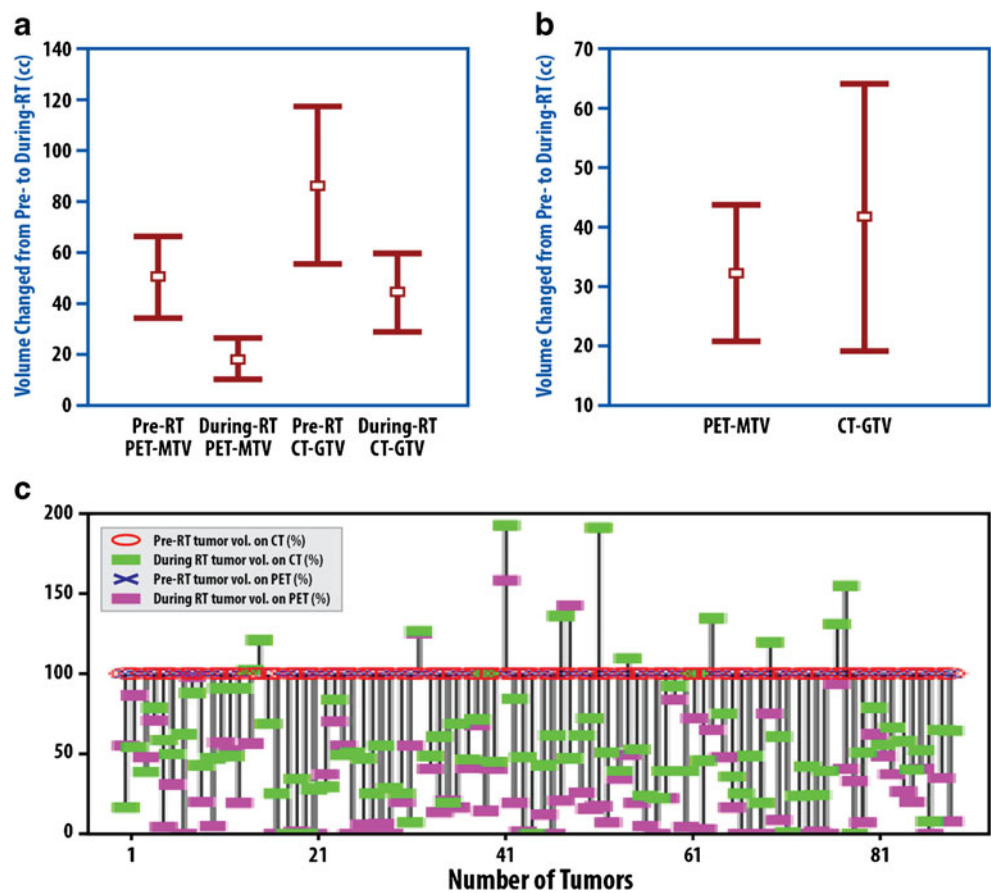 a
Volume Changed from Pre- to During-RT (cc)
140
120
100
80
60
40
20
0
Pre-RT
PET-MTV
During-RT
PET-MTV
Pre-RT
CT-GTV
During-RT
CT-GTV
b
Volume Changed from Pre- to During-RT (cc)
70
60
50
40
30
20
10
PET-MTV
CT-GTV
c
200
150
100
50
0
Pre-RT tumor vol. on CT (%)
During RT tumor vol. on CT (%)
Pre-RT tumor vol. on PET (%)
During RT tumor vol. on PET (%)
1
21
41
61
81
Number of Tumors